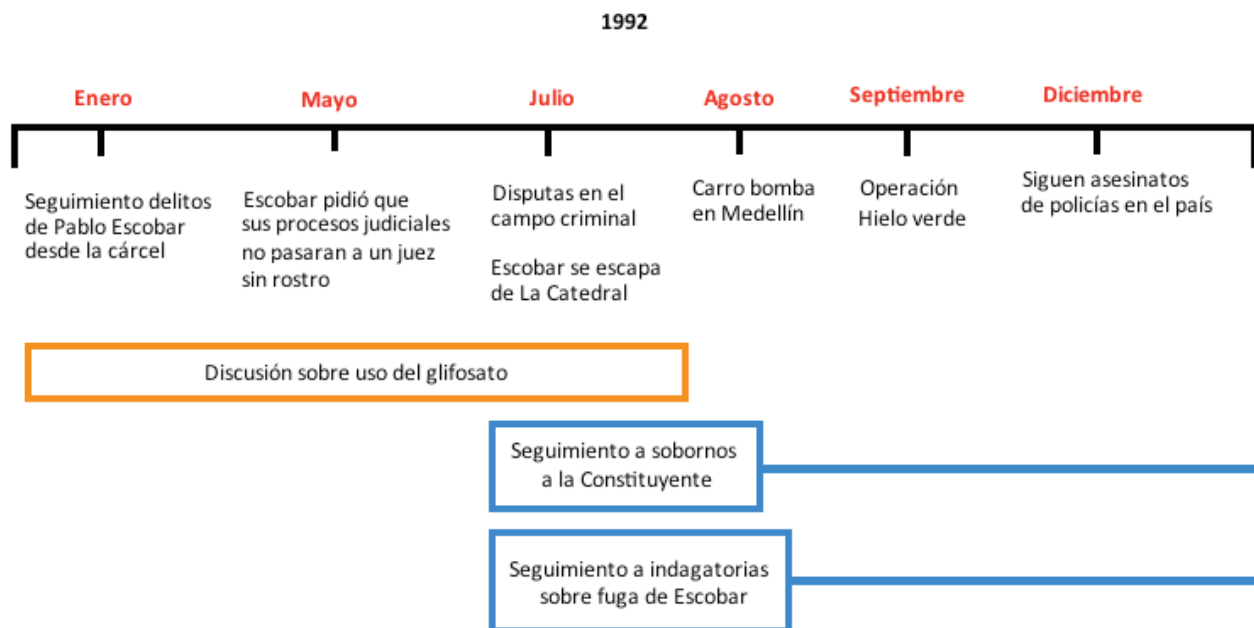 1992
Enero
Mayo
Julio
Agosto
Septiembre
Diciembre
Seguimiento delitos
de Pablo Escobar
desde la cárcel
Escobar pidió que
sus procesos judiciales
no pasaran a un juez
sin rostro
Disputas en el
campo criminal
Escobar se escapa
de La Catedral
Carro bomba
en Medellín
Operación
Hielo verde
Siguen asesinatos
de policías en el país
Discusión sobre uso del glifosato
Seguimiento a sobornos
a la Constituyente
Seguimiento a indagatorias
sobre fuga de Escobar